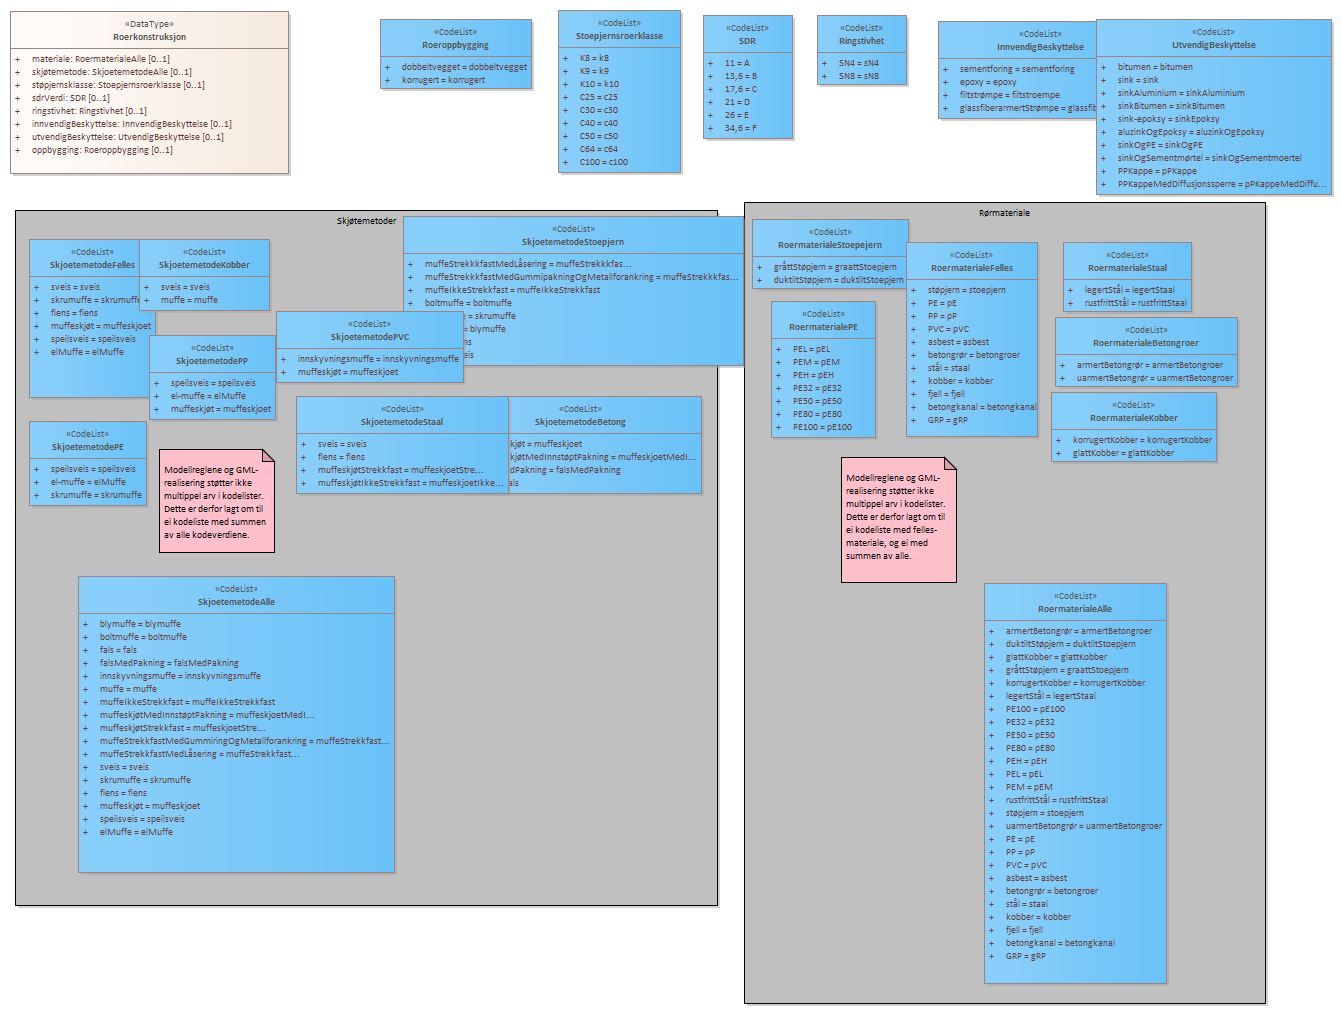 «DataType»
Roerkonstruksjon
+ materiale: RoermaterialeAlle [0..1]
+ skjøtemetode: SkjoetemetodeAlle [0..1]
+ støpjernsklasse: Stoepjernsroerklasse [0..1]
+ sdrVerdi: SDR [0..1]
+ ringstivhet: Ringstivhet [0..1]
+ innvendigBeskyttelse: InnvendigBeskyttelse [0..1]
+ utvendigBeskyttelse: UtvendigBeskyttelse [0..1]
+ oppbygging: Roeroppbygging [0..1]
«CodeList»
Roeroppbygging
+ dobbeltvegget = dobbeltvegget
+ korrugert = korrugert
«CodeList»
Stoepjernsroerklasse
+ K8 = k8
+ K9 = k9
+ K10 = k10
+ C25 = c25
+ C30 = c30
+ C40 = c40
+ C50 = c50
+ C64 = c64
+ C100 = c100
«CodeList»
SDR
+ 11 = A
+ 13,6 = B
+ 17,6 = C
+ 21 = D
+ 26 = E
+ 34,6 = F
«CodeList»
Ringstivhet
+ SN4 = sN4
+ SN8 = sN8
«CodeList»
InnvendigBeskyttelse
+ sementforing = sementforing
+ epoxy = epoxy
+ filtstrømpe = filtstroempe
+ glassfiberarmertStrømpe = glassfib
«CodeList»
UtvendigBeskyttelse
+ bitumen = bitumen
+ sink = sink
+ sinkAluminium = sinkAluminium
+ sinkBitumen = sinkBitumen
+ sink-epoksy = sinkEpoksy
+ aluzinkOgEpoksy = aluzinkOgEpoksy
+ sinkOgPE = sinkOgPE
+ sinkOgSementmørtel = sinkOgSementmoertel
+ PPKappe = pPKappe
+ PPKappeMedDiffusjonssperre = pPKappeMedDiffu...
Skjøtemetoder
«CodeList»
SkjoetemetodeFelles
+ sveis = sveis
+ skrumuffe = skrumuffe
+ flens = flens
+ muffeskjøt = muffeskjoet
+ speilsveis = speilsveis
+ elMuffe = elMuffe
«CodeList»
SkjoetemetodeKobber
+ sveis = sveis
+ muffe = muffe
«CodeList»
SkjoetemetodeStoepjern
+ muffeStrekkkfastMedLåsering = muffeStrekkkfas...
+ muffeStrekkkfastMedGummipakningOgMetallforankring = muffeStrekkkfas...
+ muffeIkkeStrekkfast = muffeIkkeStrekkfast
+ boltmuffe = boltmuffe
e = skrumuffe
= blymuffe
ns
eis
«CodeList»
SkjoetemetodePVC
+ innskyvningsmuffe = innskyvningsmuffe
+ muffeskjøt = muffeskjoet
«CodeList»
SkjoetemetodePP
+ speilsveis = speilsveis
+ el-muffe = elMuffe
+ muffeskjøt = muffeskjoet
«CodeList»
SkjoetemetodeStaal
+ sveis = sveis
+ flens = flens
+ muffeskjøtStrekkfast = muffeskjoetStre...
+ muffeskjøtIkkeStrekkfast = muffeskjoetIkke...
«CodeList»
SkjoetemetodeBetong
kjøt = muffeskjoet
kjøtMedInnstøptPakning = muffeskjoetMedI...
dPakning = falsMedPakning
als
«CodeList»
SkjoetemetodePE
+ speilsveis = speilsveis
+ el-muffe = elMuffe
+ skrumuffe = skrumuffe
Modellreglene og GML-
realisering støtter ikke
multippel arv i kodelister.
Dette er derfor lagt om til
ei kodeliste med summen
av alle kodeverdiene.
«CodeList»
SkjoetemetodeAlle
+ blymuffe = blymuffe
+ boltmuffe = boltmuffe
+ fals = fals
+ falsMedPakning = falsMedPakning
+ innskyvningsmuffe = innskyvningsmuffe
+ muffe = muffe
+ muffeIkkeStrekkfast = muffeIkkeStrekkfast
+ muffeskjøtMedInnstøptPakning = muffeskjoetMedI...
+ muffeskjøtStrekkfast = muffeskjoetStre...
+ muffeStrekkfastMedGummiringOgMetallforankring = muffeStrekkfast...
+ muffeStrekkfastMedLåsering = muffeStrekkfast...
+ sveis = sveis
+ skrumuffe = skrumuffe
+ flens = flens
+ muffeskjøt = muffeskjoet
+ speilsveis = speilsveis
+ elMuffe = elMuffe
Rørmateriale
«CodeList»
RoermaterialeStoepejern
+ gråttStøpjern = graattStoepjern
+ duktiltStøpjern = duktiltStoepjern
«CodeList»
RoermaterialeFelles
+ støpjern = stoepjern
+ PE = pE
+ PP = pP
+ PVC = pVC
+ asbest = asbest
+ betongrør = betongroer
+ stål = staal
+ kobber = kobber
+ fjell = fjell
+ betongkanal = betongkanal
+ GRP = gRP
«CodeList»
RoermaterialeStaal
+ legertStål = legertStaal
+ rustfrittStål = rustfrittStaal
«CodeList»
RoermaterialePE
+ PEL = pEL
+ PEM = pEM
+ PEH = pEH
+ PE32 = pE32
+ PE50 = pE50
+ PE80 = pE80
+ PE100 = pE100
«CodeList»
RoermaterialeBetongroer
+ armertBetongrør = armertBetongroer
+ uarmertBetongrør = uarmertBetongroer
«CodeList»
RoermaterialeKobber
+ korrugertKobber = korrugertKobber
+ glattKobber = glattKobber
Modellreglene og GML-
realisering støtter ikke
multippel arv i kodelister.
Dette er derfor lagt om til
ei kodeliste med felles-
materiale, og ei med
summen av alle.
«CodeList»
RoermaterialeAlle
+ armertBetongrør = armertBetongroer
+ duktiltStøpjern = duktiltStoepjern
+ glattKobber = glattKobber
+ gråttStøpjern = graattStoepjern
+ korrugertKobber = korrugertKobber
+ legertStål = legertStaal
+ PE100 = pE100
+ PE32 = pE32
+ PE50 = pE50
+ PE80 = pE80
+ PEH = pEH
+ PEL = pEL
+ PEM = pEM
+ rustfrittStål = rustfrittStaal
+ støpjern = stoepjern
+ uarmertBetongrør = uarmertBetongroer
+ PE = pE
+ PP = pP
+ PVC = pVC
+ asbest = asbest
+ betongrør = betongroer
+ stål = staal
+ kobber = kobber
+ fjell = fjell
+ betongkanal = betongkanal
+ GRP = gRP